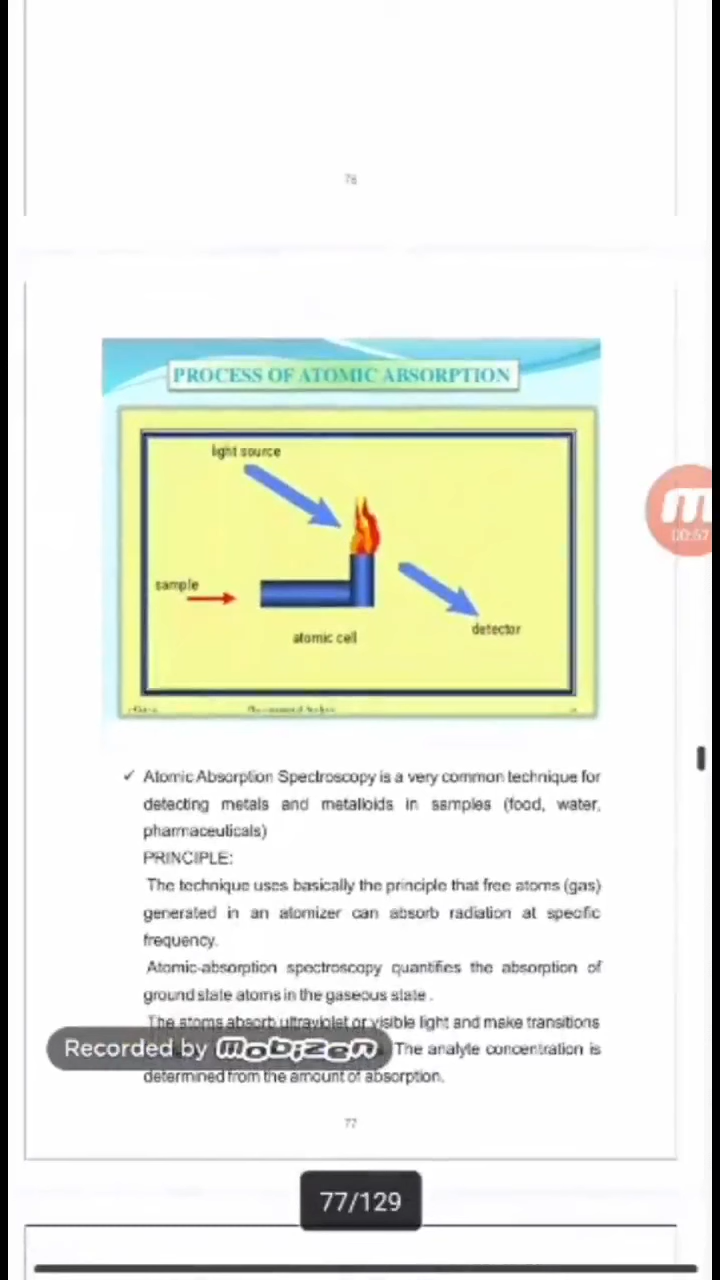 76
PROCESS OF ATOMIC ABSORPTION
light source
sample
atomic cell
detector
00:57
✓ Atomic Absorption Spectroscopy is a very common technique for
detecting metals and metalloids in samples (food, water,
pharmaceuticals)
PRINCIPLE:
The technique uses basically the principle that free atoms (gas)
generated in an atomizer can absorb radiation at specific
frequency.
Atomic-absorption spectroscopy quantifies the absorption of
ground state atoms in the gaseous state .
The atoms absorb ultraviolet or visible light and make transitions
Recorded by mobizen
The analyte concentration is
determined from the amount of absorption.
77
77/129